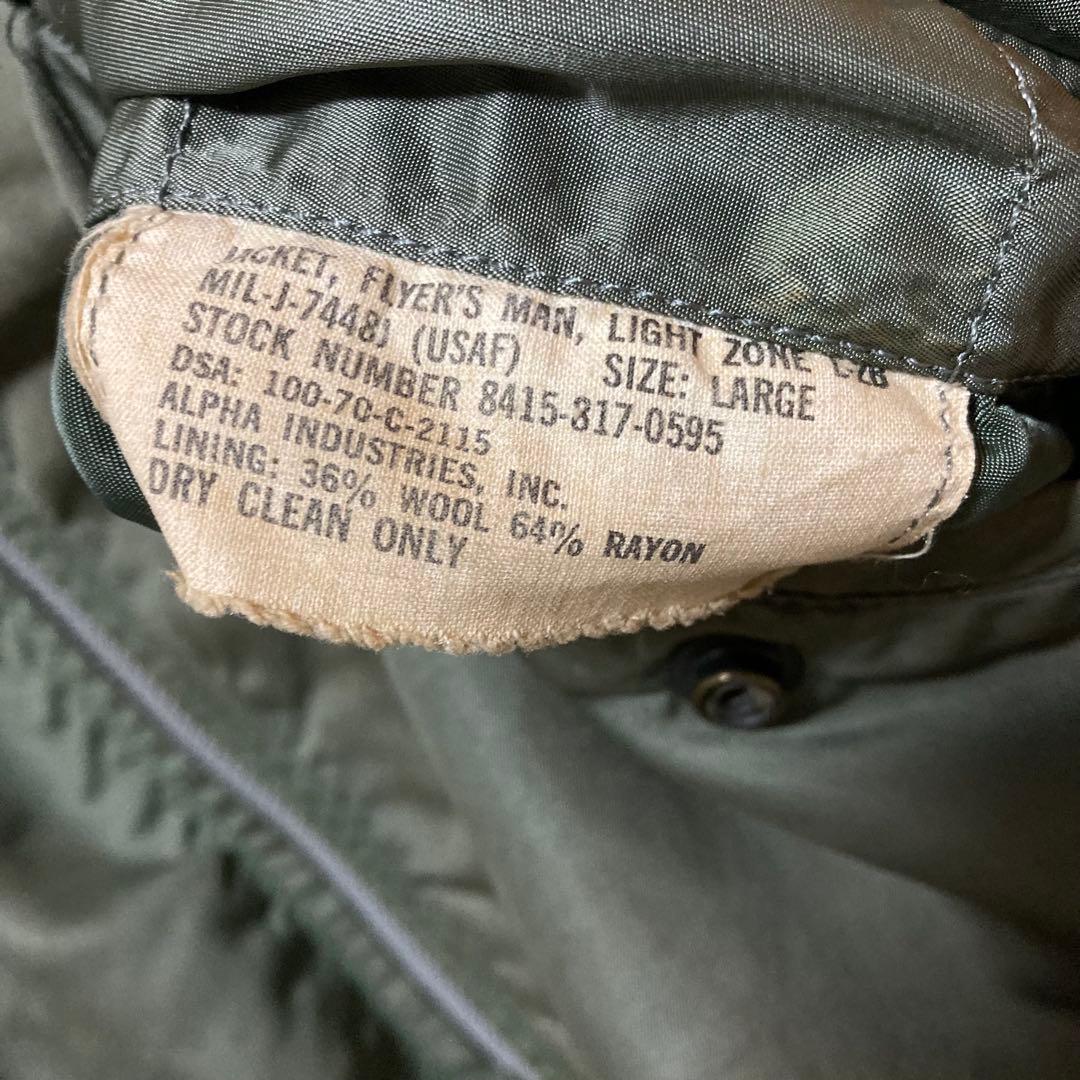 JACKET, FLYER'S MAN, LIGHT ZONE L-2B
MIL-J-7448J (USAF) SIZE: LARGE
STOCK NUMBER 8415-817-0595
DSA: 100-70-C-2115
ALPHA INDUSTRIES, INC.
LINING: 36% WOOL 64% RAYON
DRY CLEAN ONLY